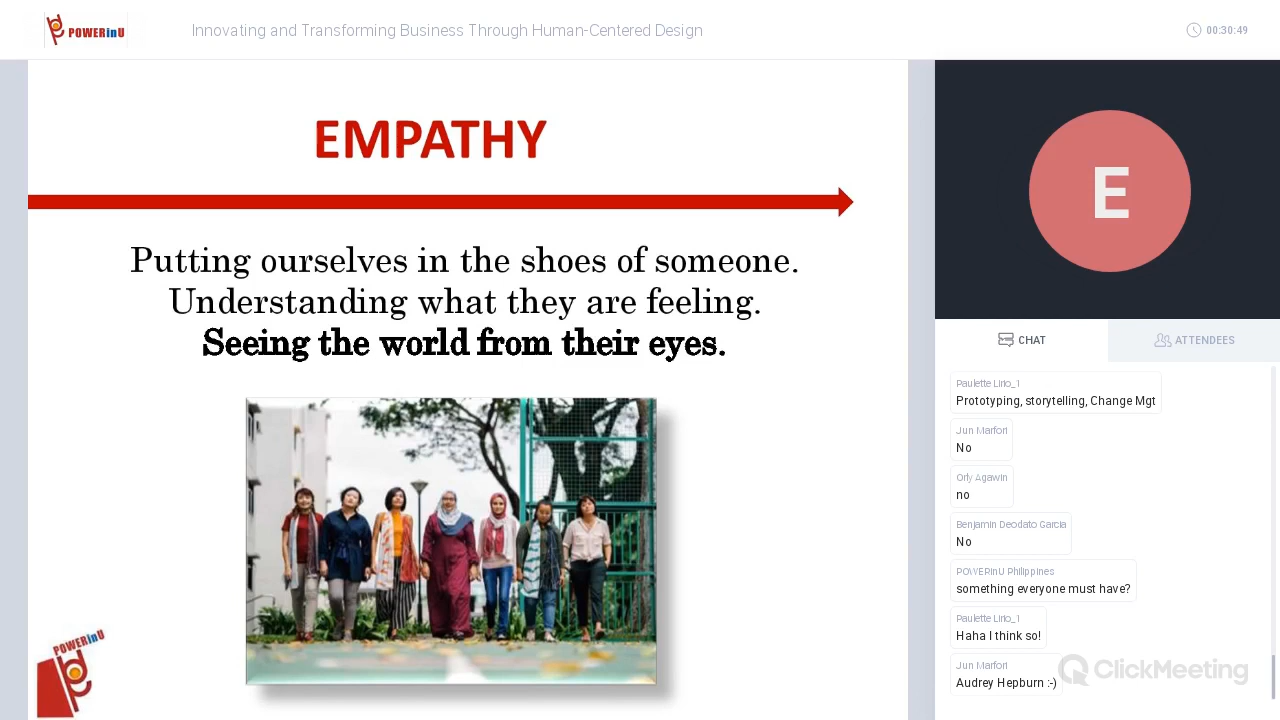 POWERinU
Innovating and Transforming Business Through Human-Centered Design
00:30:49
EMPATHY
Putting ourselves in the shoes of someone.
Understanding what they are feeling.
Seeing the world from their eyes.
POWERinU
E
CHAT
ATTENDEES
Paulette Lirio_1
Prototyping, storytelling, Change Mgt
Jun Marfori
No
Orly Agawin
no
Benjamin Deodato Garcia
No
POWERinU Philippines
something everyone must have?
Paulette Lirio_1
Haha I think so!
Jun Marfori
Audrey Hepburn :-)
ClickMeeting